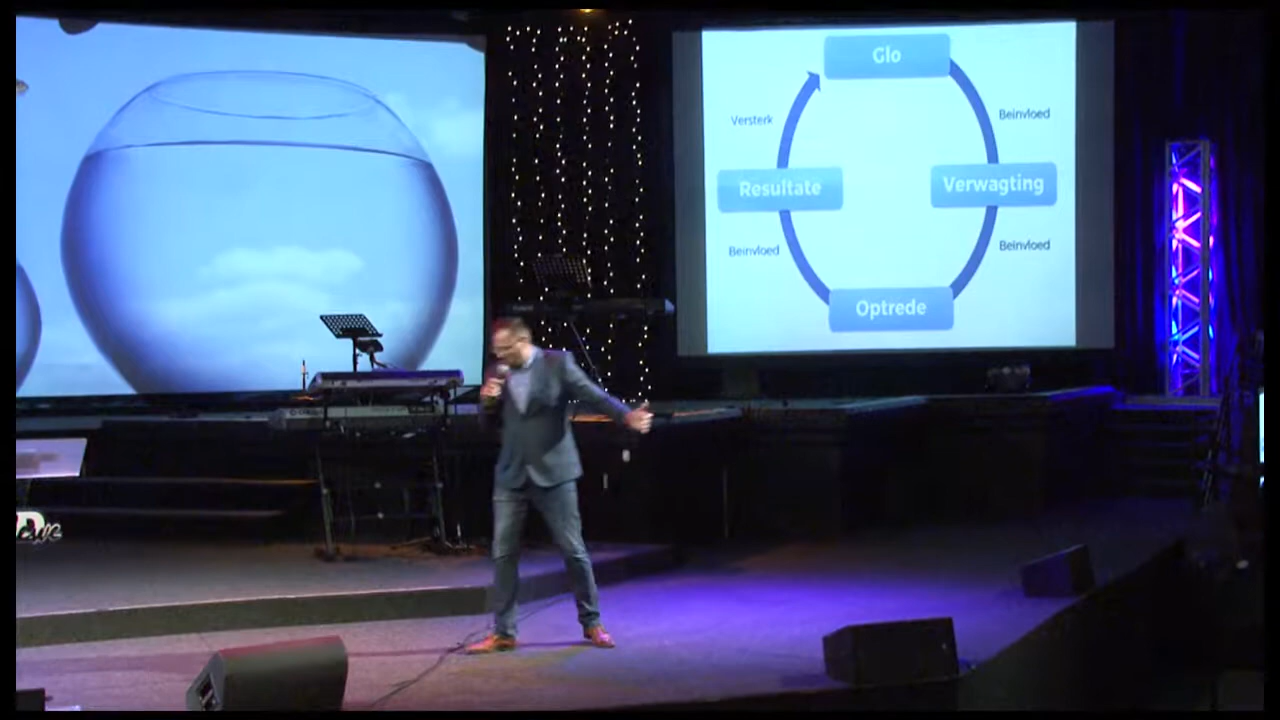 Glo
Versterk
Beinvloed
Resultate
Verwagting
Beinvloed
Beinvloed
Optrede